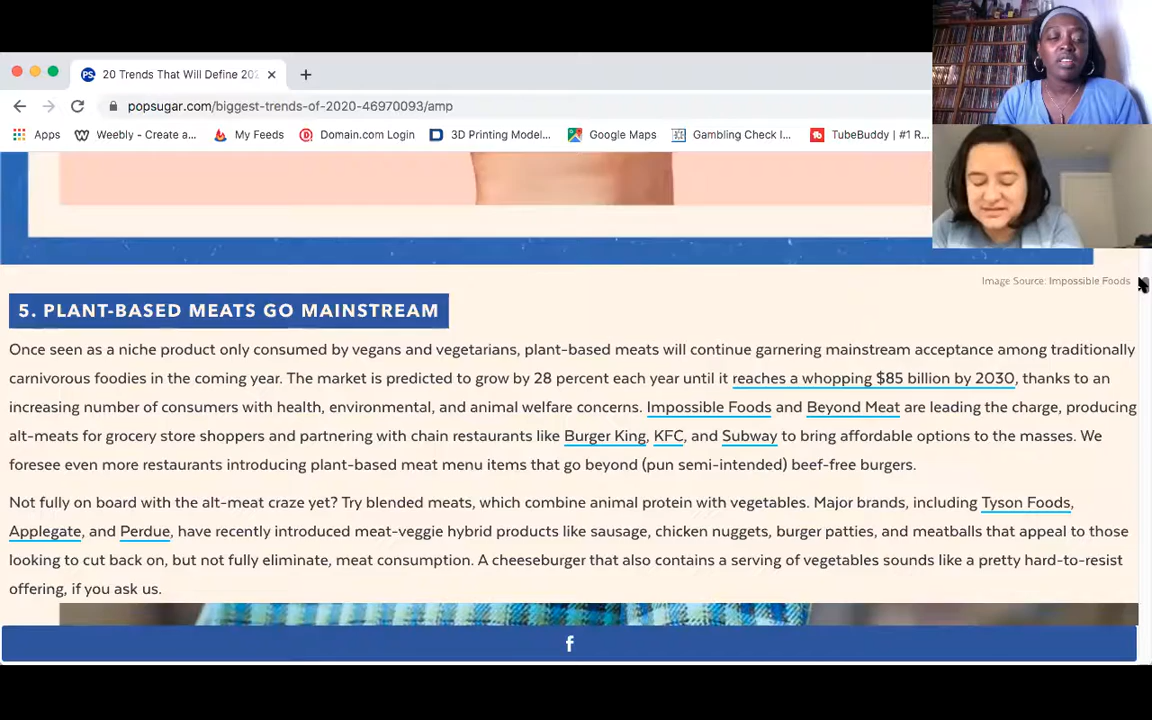 PS
20 Trends That Will Define 202
popsugar.com/biggest-trends-of-2020-46970093/amp
Apps Weebly - Create a... My Feeds Domain.com Login 3D Printing Model... Google Maps Gambling Check I... TubeBuddy | #1 R...
Image Source: Impossible Foods
5. PLANT-BASED MEATS GO MAINSTREAM
Once seen as a niche product only consumed by vegans and vegetarians, plant-based meats will continue garnering mainstream acceptance among traditionally
carnivorous foodies in the coming year. The market is predicted to grow by 28 percent each year until it reaches a whopping $85 billion by 2030, thanks to an
increasing number of consumers with health, environmental, and animal welfare concerns. Impossible Foods and Beyond Meat are leading the charge, producing
alt-meats for grocery store shoppers and partnering with chain restaurants like Burger King, KFC, and Subway to bring affordable options to the masses. We
foresee even more restaurants introducing plant-based meat menu items that go beyond (pun semi-intended) beef-free burgers.
Not fully on board with the alt-meat craze yet? Try blended meats, which combine animal protein with vegetables. Major brands, including Tyson Foods,
Applegate, and Perdue, have recently introduced meat-veggie hybrid products like sausage, chicken nuggets, burger patties, and meatballs that appeal to those
looking to cut back on, but not fully eliminate, meat consumption. A cheeseburger that also contains a serving of vegetables sounds like a pretty hard-to-resist
offering, if you ask us.
f